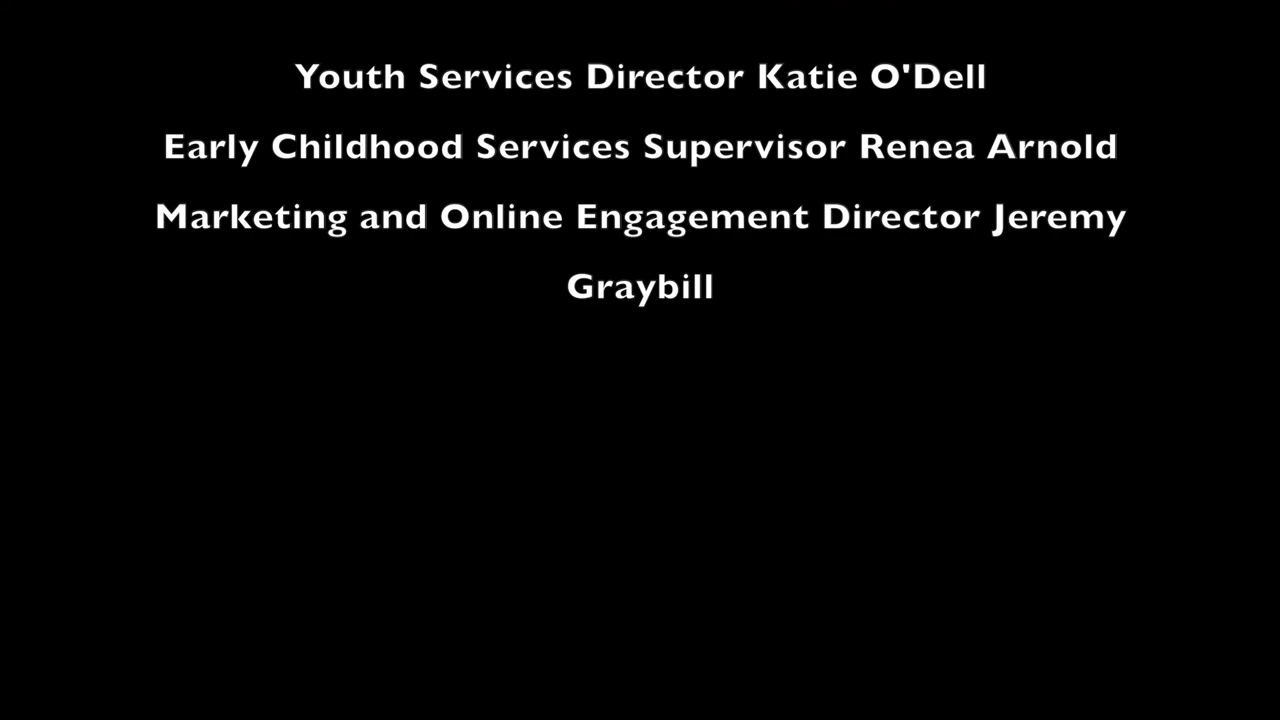 Youth Services Director Katie O'Dell
Early Childhood Services Supervisor Renea Arnold
Marketing and Online Engagement Director Jeremy
Graybill